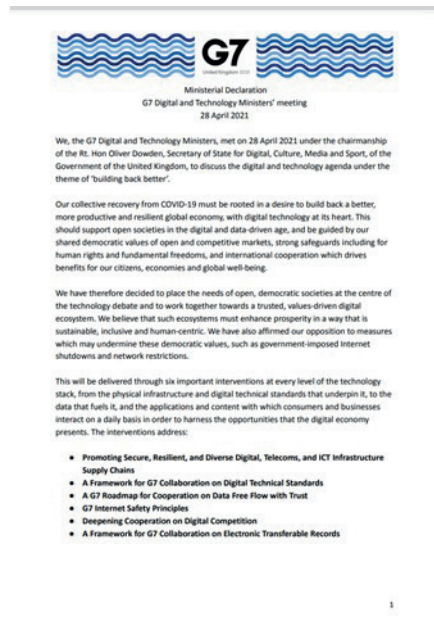 G7
United Kingdom 2021
Ministerial Declaration
G7 Digital and Technology Ministers' meeting
28 April 2021
We, the G7 Digital and Technology Ministers, met on 28 April 2021 under the chairmanship
of the Rt. Hon Oliver Dowden, Secretary of State for Digital, Culture, Media and Sport, of the
Government of the United Kingdom, to discuss the digital and technology agenda under the
theme of 'building back better'.
Our collective recovery from COVID-19 must be rooted in a desire to build back a better,
more productive and resilient global economy, with digital technology at its heart. This
should support open societies in the digital and data-driven age, and be guided by our
shared democratic values of open and competitive markets, strong safeguards including for
human rights and fundamental freedoms, and international cooperation which drives
benefits for our citizens, economies and global well-being.
We have therefore decided to place the needs of open, democratic societies at the centre of
the technology debate and to work together towards a trusted, values-driven digital
ecosystem. We believe that such ecosystems must enhance prosperity in a way that is
sustainable, inclusive and human-centric. We have also affirmed our opposition to measures
which may undermine these democratic values, such as government-imposed Internet
shutdowns and network restrictions.
This will be delivered through six important interventions at every level of the technology
stack, from the physical infrastructure and digital technical standards that underpin it, to the
data that fuels it, and the applications and content with which consumers and businesses
interact on a daily basis in order to harness the opportunities that the digital economy
presents. The interventions address:
● Promoting Secure, Resilient, and Diverse Digital, Telecoms, and ICT Infrastructure
Supply Chains
● A Framework for G7 Collaboration on Digital Technical Standards
● A G7 Roadmap for Cooperation on Data Free Flow with Trust
● G7 Internet Safety Principles
● Deepening Cooperation on Digital Competition
● A Framework for G7 Collaboration on Electronic Transferable Records
1